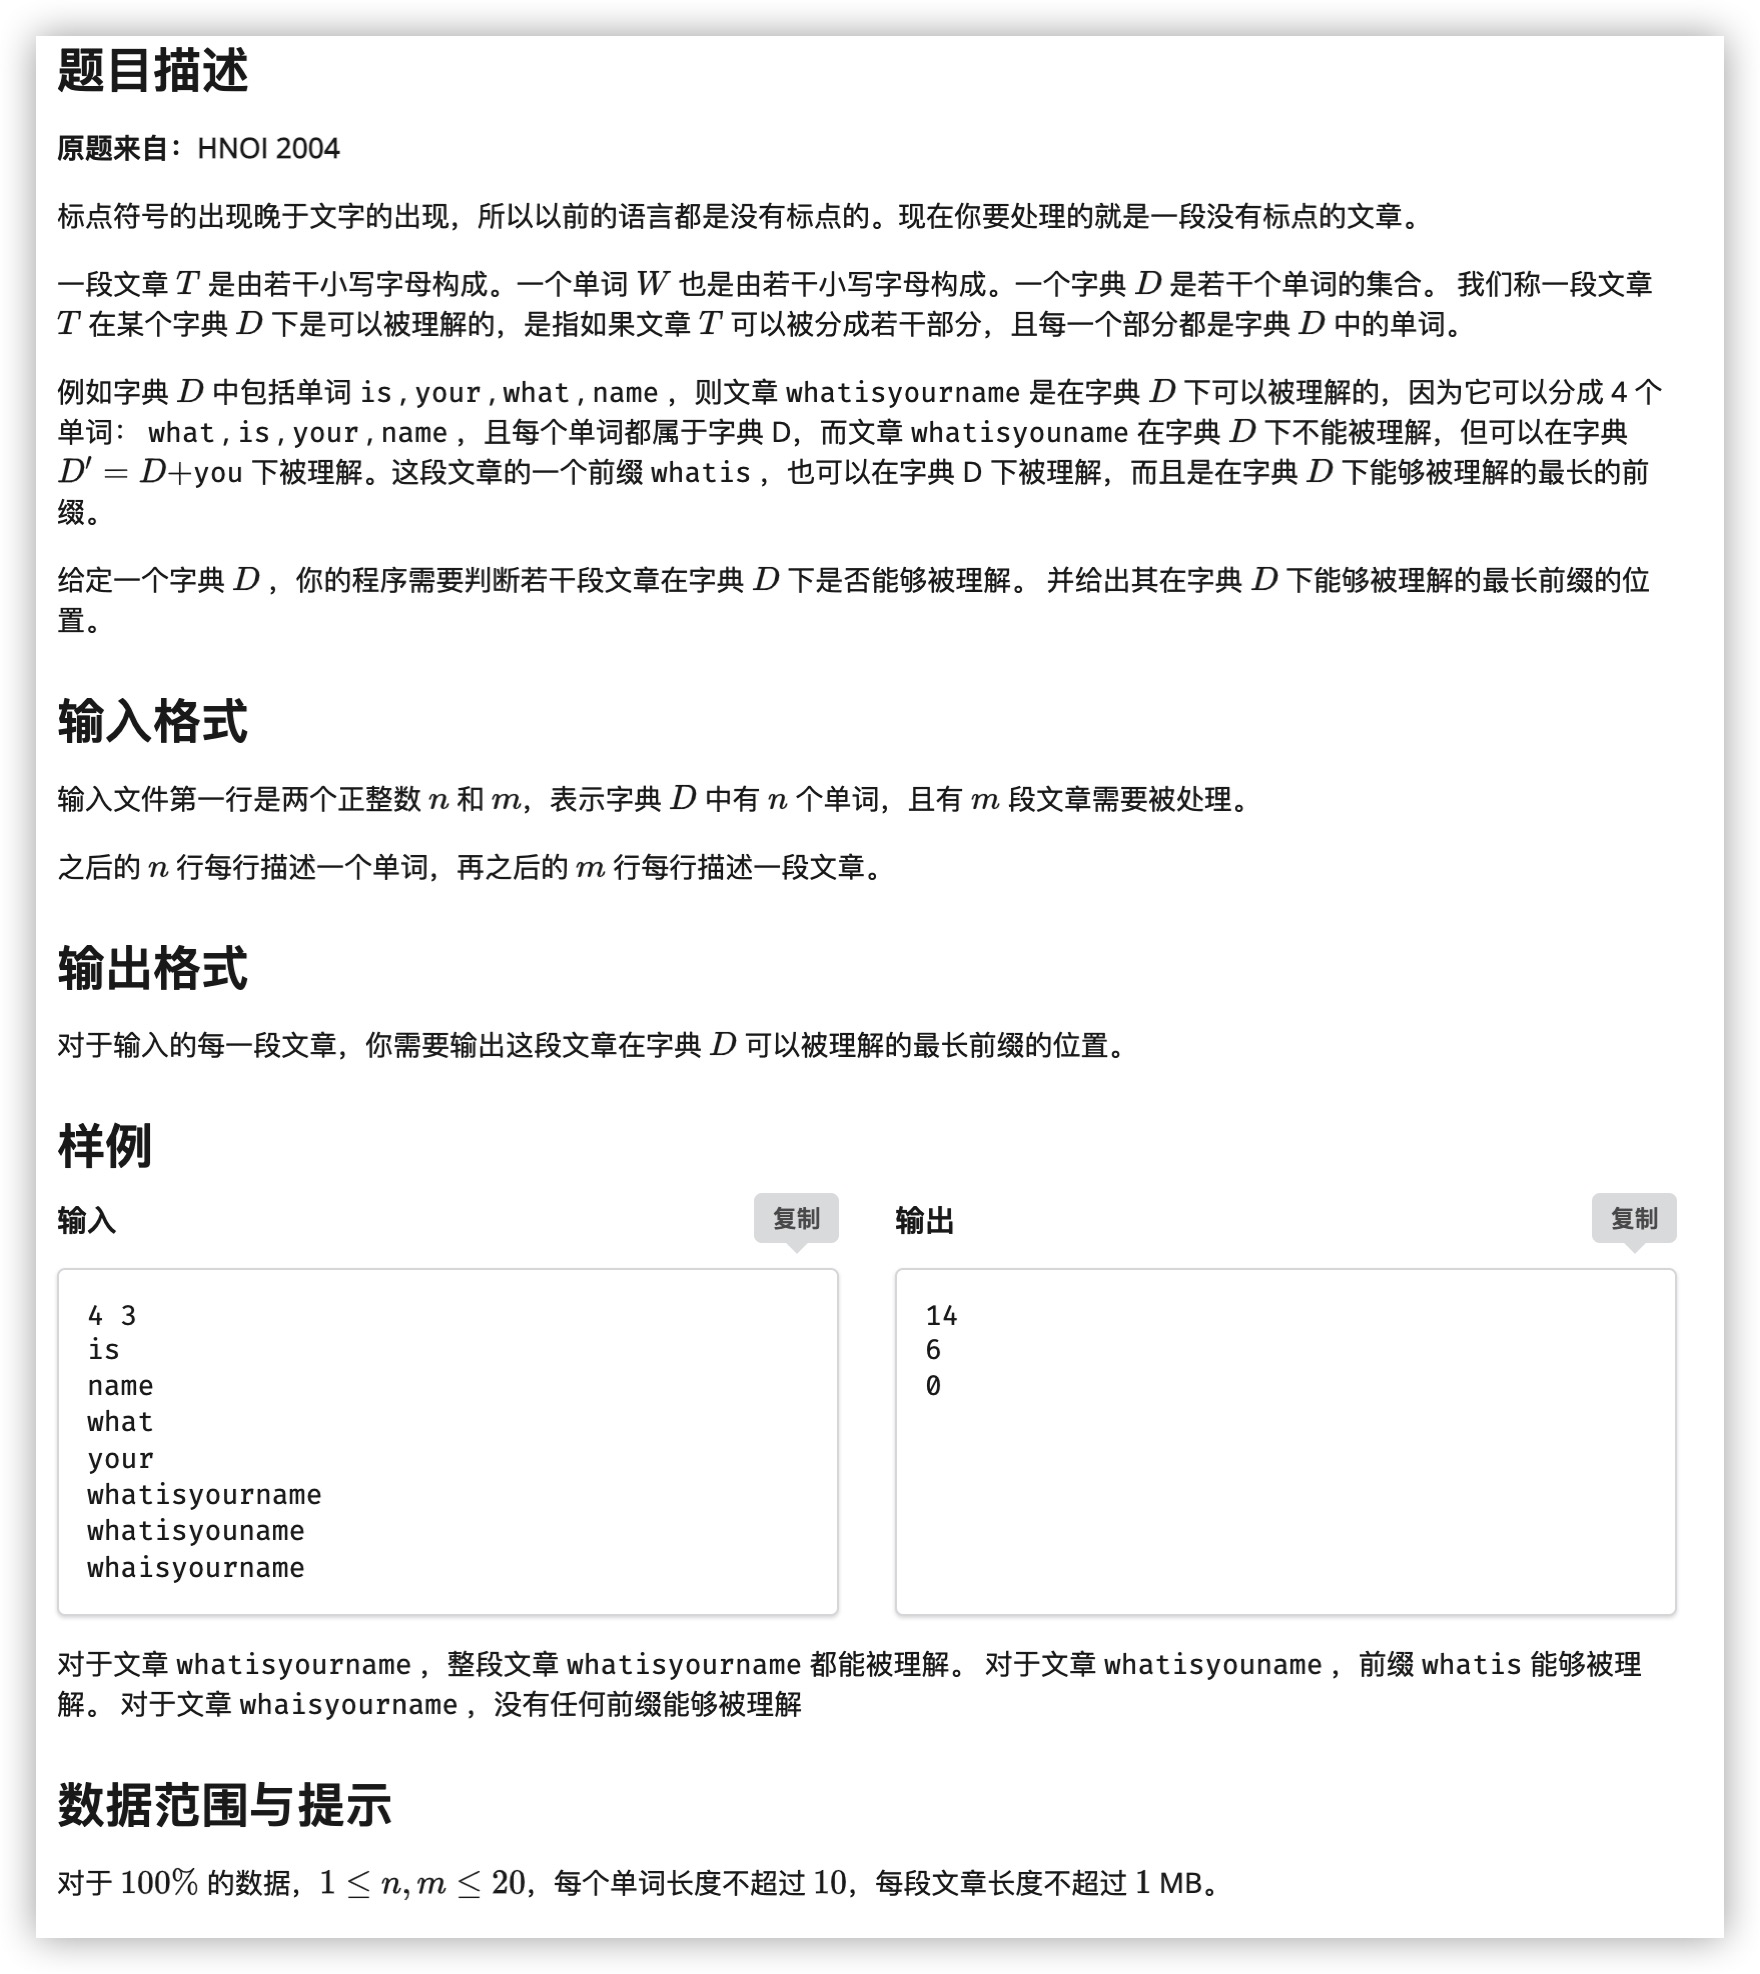 题目描述
原题来自：HNOI 2004
标点符号的出现晚于文字的出现，所以以前的语言都是没有标点的。现在你要处理的就是一段没有标点的文章。
一段文章 T 是由若干小写字母构成。一个单词 W 也是由若干小写字母构成。一个字典 D 是若干个单词的集合。 我们称一段文章
T 在某个字典 D 下是可以被理解的，是指如果文章 T 可以被分成若干部分，且每一个部分都是字典 D 中的单词。
例如字典 D 中包括单词 is,your,what,name，则文章 whatisyourname 是在字典 D 下可以被理解的，因为它可以分成 4 个
单词： what,is,your,name，且每个单词都属于字典 D，而文章 whatisyouname 在字典 D 下不能被理解，但可以在字典
D′ = D+you 下被理解。这段文章的一个前缀 whatis，也可以在字典 D 下被理解，而且是在字典 D 下能够被理解的最长的前
缀。
给定一个字典 D，你的程序需要判断若干段文章在字典 D 下是否能够被理解。 并给出其在字典 D 下能够被理解的最长前缀的位
置。
输入格式
输入文件第一行是两个正整数 n 和 m，表示字典 D 中有 n 个单词，且有 m 段文章需要被处理。
之后的 n 行每行描述一个单词，再之后的 m 行每行描述一段文章。
输出格式
对于输入的每一段文章，你需要输出这段文章在字典 D 可以被理解的最长前缀的位置。
样例
输入 复制
4 3
is
name
what
your
whatisyourname
whatisyouname
whaisyourname
输出 复制
14
6
0
对于文章 whatisyourname，整段文章 whatisyourname 都能被理解。 对于文章 whatisyouname，前缀 whatis 能够被理
解。 对于文章 whaisyourname，没有任何前缀能够被理解
数据范围与提示
对于 100% 的数据，1 ≤ n, m ≤ 20，每个单词长度不超过 10，每段文章长度不超过 1 MB。